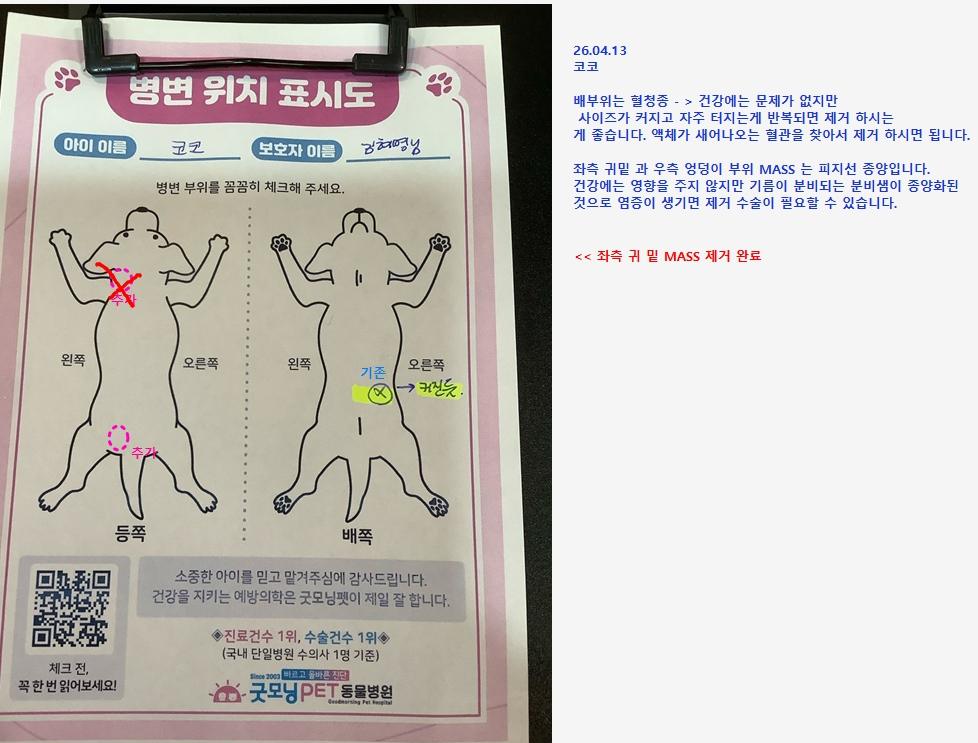 병변 위치 표시도
아이 이름 코코 보호자 이름
병변 부위를 꼼꼼히 체크해 주세요.
추가
왼쪽 오른쪽
추가
등쪽
왼쪽 오른쪽
기존
커진듯.
배쪽
소중한 아이를 믿고 맡겨주심에 감사드립니다.
건강을 지키는 예방의학은 굿모닝펫이 제일 잘 합니다.
체크 전,
꼭 한 번 읽어보세요!
◈진료건수 1위, 수술건수 1위◈
(국내 단일병원 수의사 1명 기준)
Since 2003 바르고 올바른 진단
굿모닝PET동물병원
Goodmorning Pet Hospital
26.04.13
코코
배부위는 혈청종 - > 건강에는 문제가 없지만
사이즈가 커지고 자주 터지는게 반복되면 제거 하시는
게 좋습니다. 액체가 새어나오는 혈관을 찾아서 제거 하시면 됩니다.
좌측 귀밑 과 우측 엉덩이 부위 MASS 는 피지선 종양입니다.
건강에는 영향을 주지 않지만 기름이 분비되는 분비샘이 종양화된
것으로 염증이 생기면 제거 수술이 필요할 수 있습니다.
<< 좌측 귀 밑 MASS 제거 완료